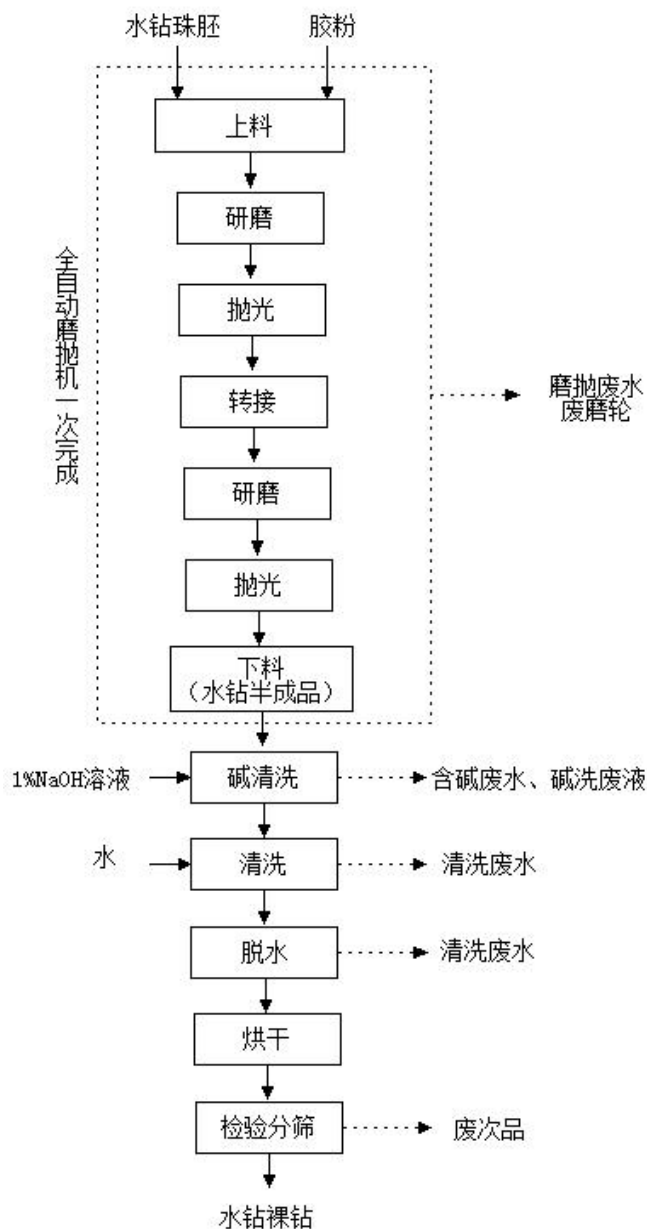 水钻珠胚
胶粉
上料
研磨
抛光
全自动磨抛机一次完成
转接
磨抛废水
废磨轮
研磨
抛光
下料
（水钻半成品）
1%NaOH溶液
碱清洗
含碱废水、碱洗废液
水
清洗
清洗废水
脱水
清洗废水
烘干
检验分筛
废次品
水钻裸钻